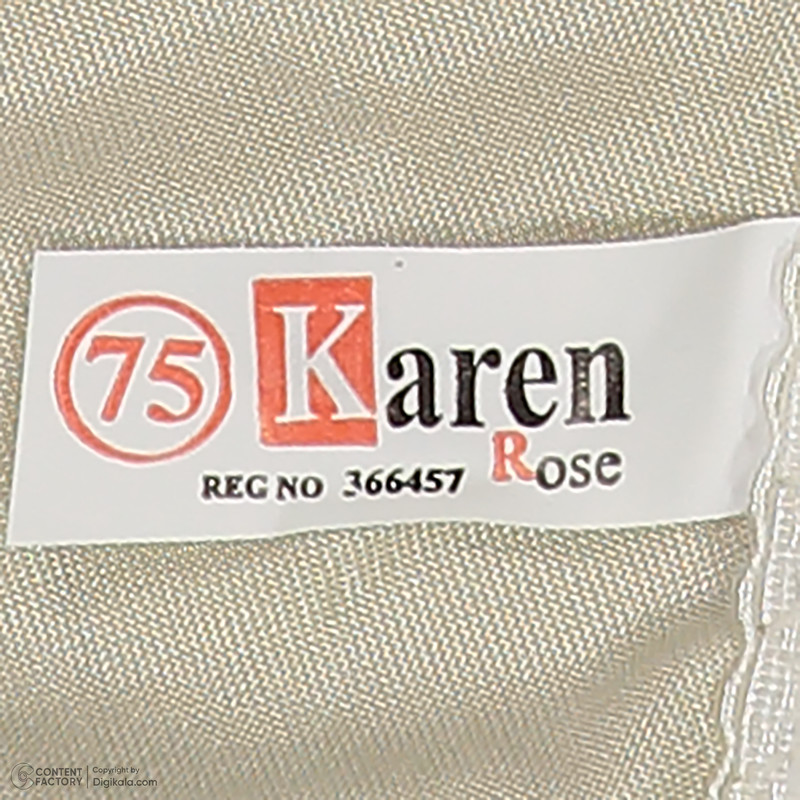 75 Karen
Rose
REG NO 366457
CONTENT FACTORY
Copyright by
Digikala.com